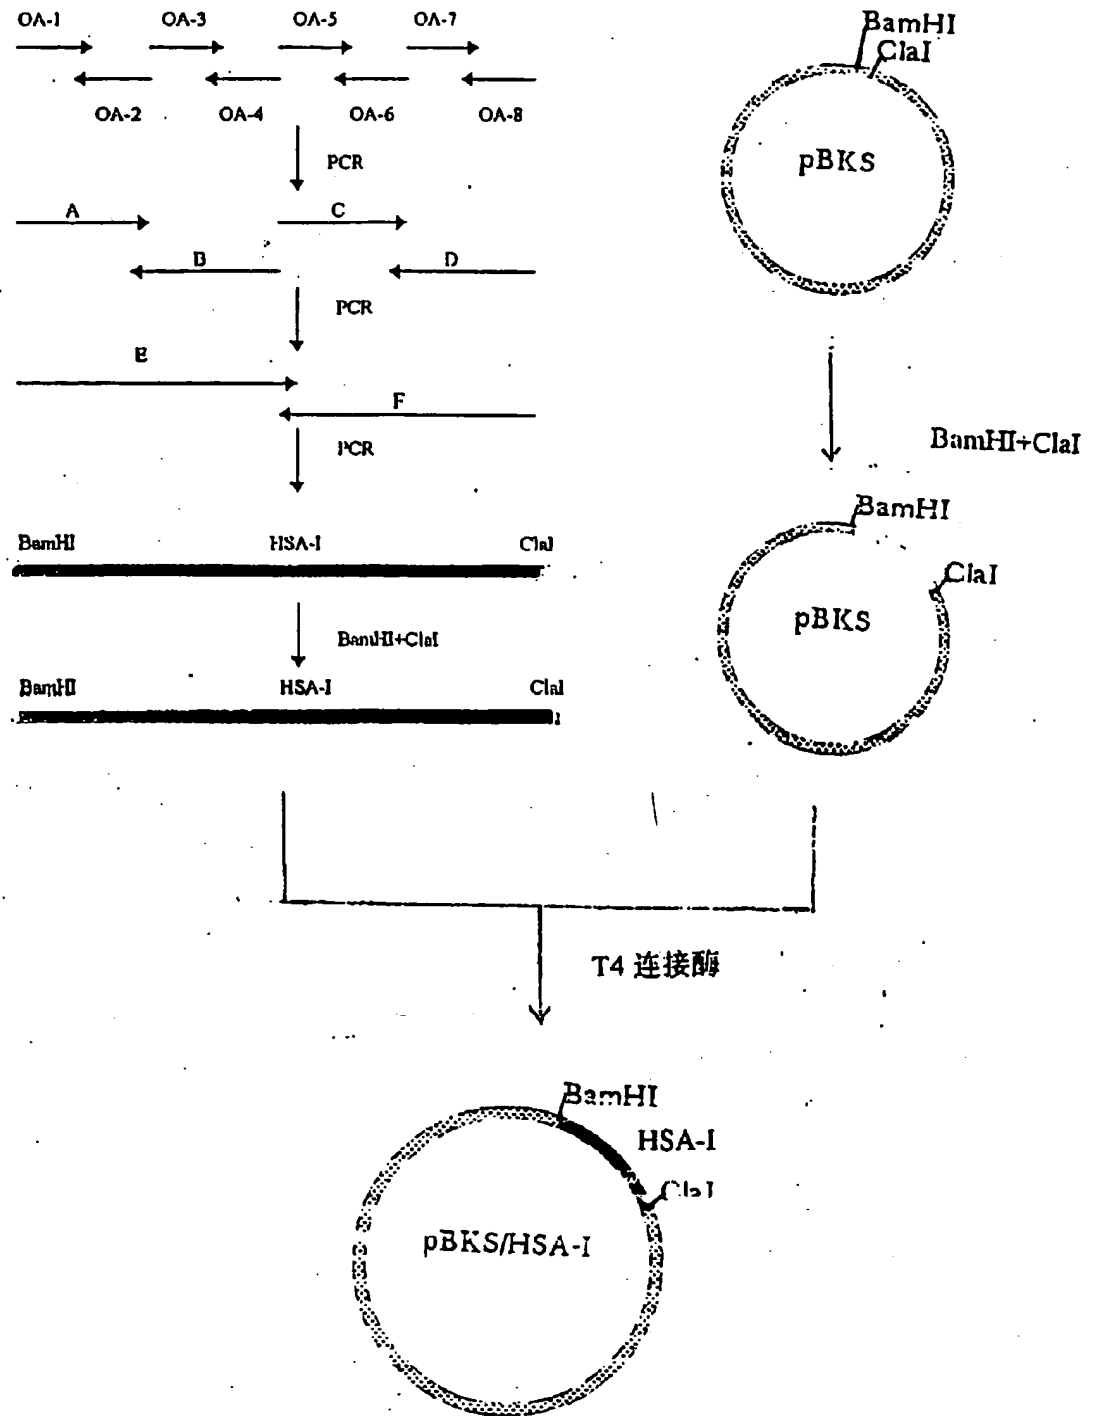 OA-1 OA-3 OA-5 OA-7
OA-2 OA-4 OA-6 OA-8
PCR
A C
B D
PCR
E
F
PCR
BamHI HSA-I ClaI
BamHI+ClaI
BamHI HSA-I ClaI
BamHI
ClaI
pBKS
BamHI+ClaI
BamHI
ClaI
pBKS
T4 连接酶
BamHI
HSA-I
ClaI
pBKS/HSA-I